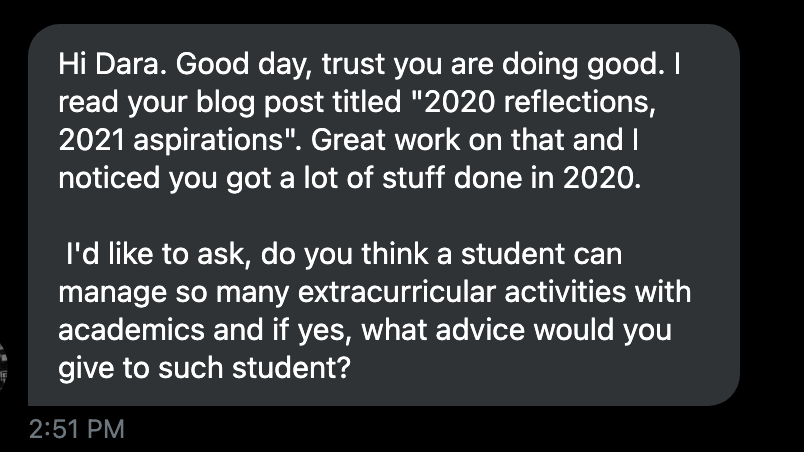 Hi Dara. Good day, trust you are doing good. I
read your blog post titled "2020 reflections,
2021 aspirations". Great work on that and I
noticed you got a lot of stuff done in 2020.
I'd like to ask, do you think a student can
manage so many extracurricular activities with
academics and if yes, what advice would you
give to such student?
2:51 PM